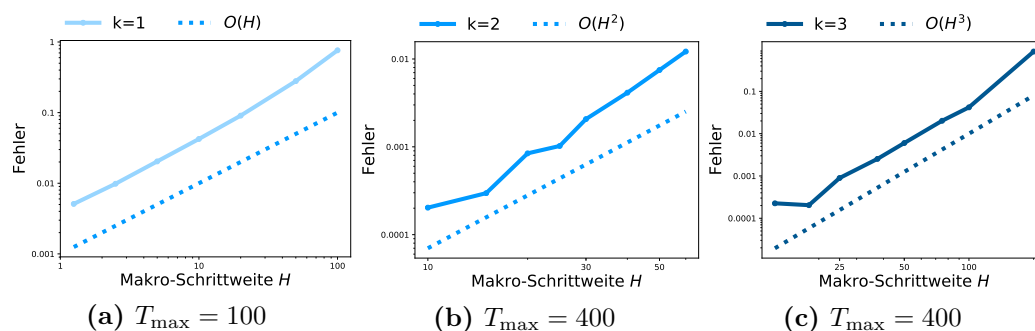 k=1 O(H)
Fehler
1
0.1
0.01
0.001
1 10 100
Makro-Schrittweite H
(a) T_max = 100
k=2 O(H²)
Fehler
0.01
0.001
0.0001
10 30 50
Makro-Schrittweite H
(b) T_max = 400
k=3 O(H³)
Fehler
0.1
0.01
0.001
0.0001
25 50 100
Makro-Schrittweite H
(c) T_max = 400